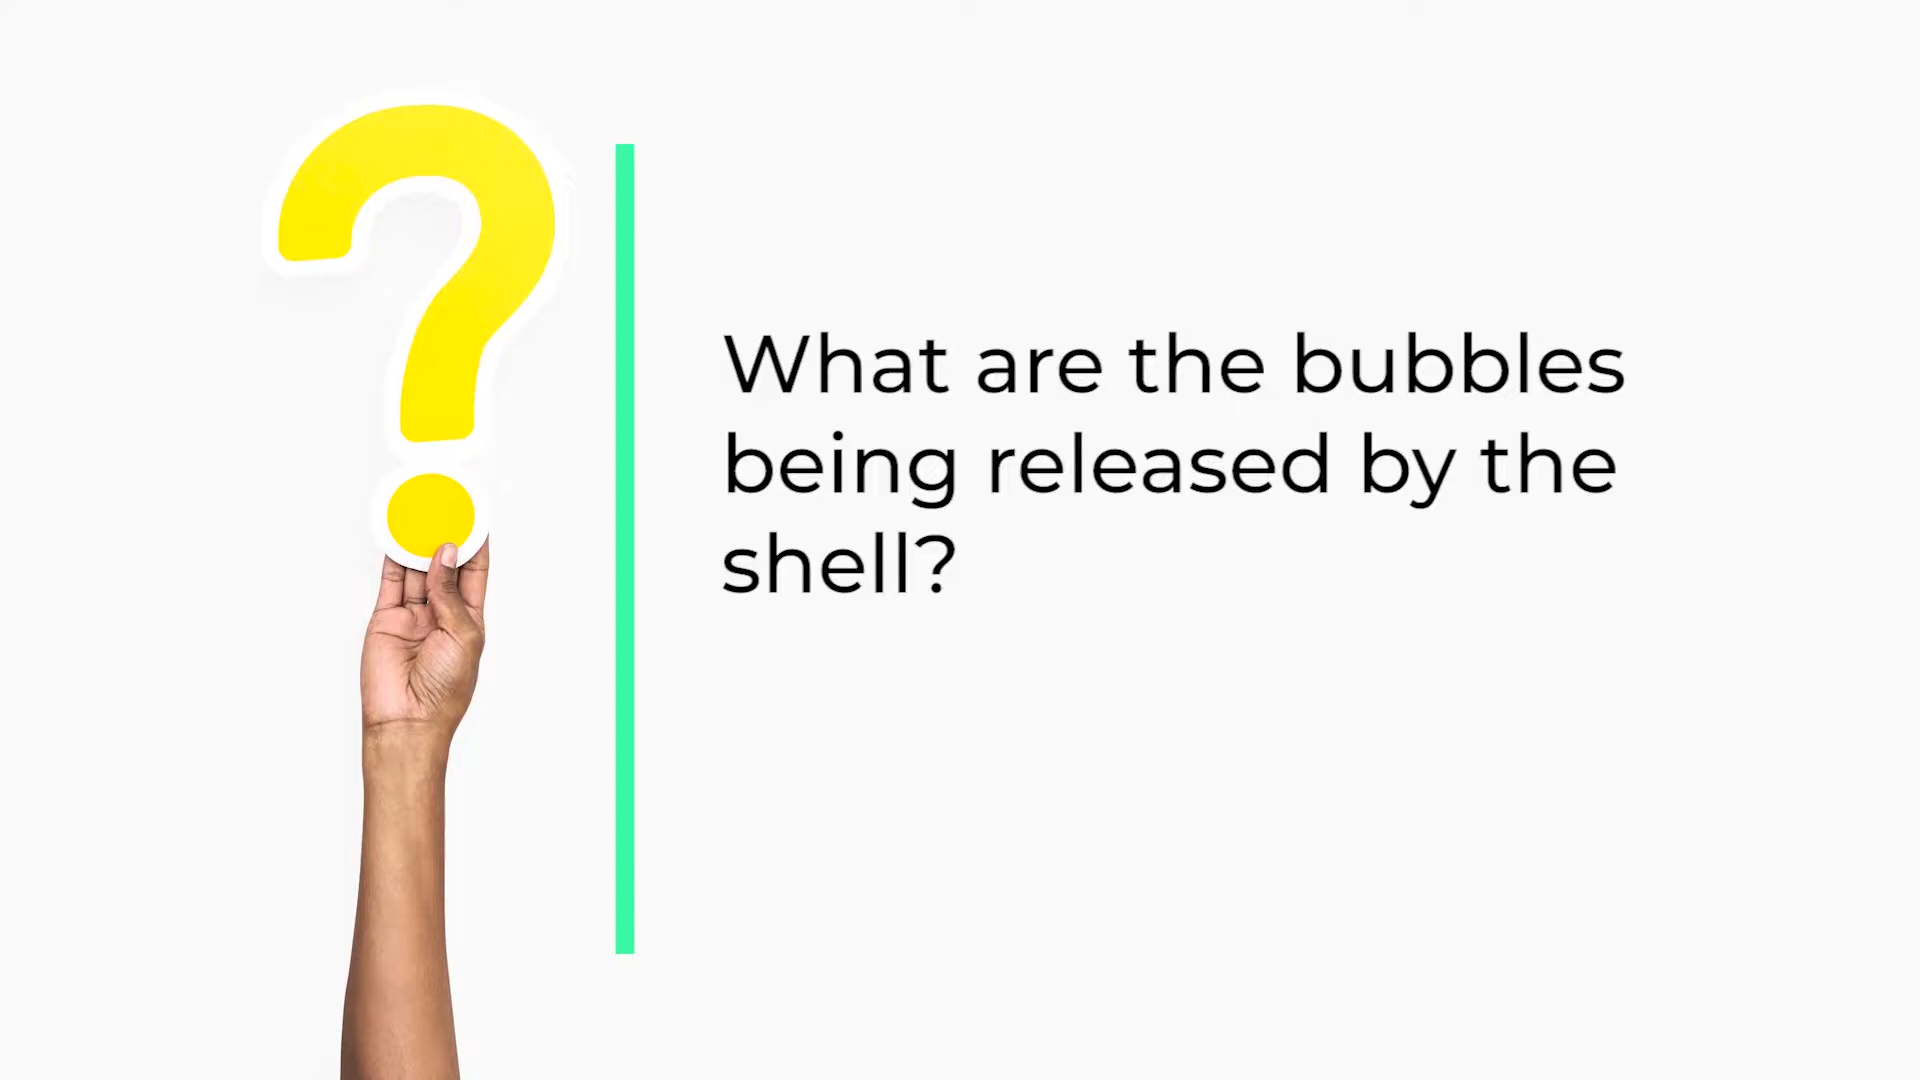 What are the bubbles
being released by the
shell?